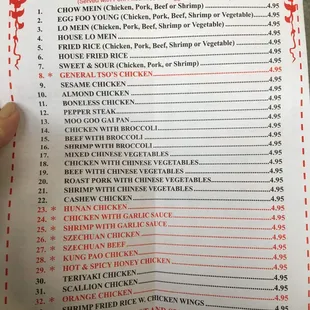 1. CHOW MEIN (Chicken, Pork, Beef or Shrimp) 4.95
2. EGG FOO YOUNG (Chicken, Pork, Beef, Shrimp or Vegetable) 4.95
3. LO MEIN (Chicken, Pork, Beef, Shrimp or Vegetable) 4.95
4. HOUSE LO MEIN 4.95
5. FRIED RICE (Chicken, Pork, Beef, Shrimp or Vegetable) 4.95
6. HOUSE FRIED RICE 4.95
7. SWEET & SOUR (Chicken, Pork, or Shrimp) 4.95
8. * GENERAL TSO'S CHICKEN 4.95
9. SESAME CHICKEN 4.95
10. ALMOND CHICKEN 4.95
11. BONELESS CHICKEN 4.95
12. PEPPER STEAK 4.95
13. MOO GOO GAI PAN 4.95
14. CHICKEN WITH BROCCOLI 4.95
15. BEEF WITH BROCCOLI 4.95
16. SHRIMP WITH BROCCOLI 4.95
17. MIXED CHINESE VEGETABLES 4.95
18. CHICKEN WITH CHINESE VEGETABLES 4.95
19. BEEF WITH CHINESE VEGETABLES 4.95
20. ROAST PORK WITH CHINESE VEGETABLES 4.95
21. SHRIMP WITH CHINESE VEGETABLES 4.95
22. CASHEW CHICKEN 4.95
23. * HUNAN CHICKEN 4.95
24. * CHICKEN WITH GARLIC SAUCE 4.95
25. * SHRIMP WITH GARLIC SAUCE 4.95
26. * SZECHUAN CHICKEN 4.95
27. * SZECHUAN BEEF 4.95
28. * KUNG PAO CHICKEN 4.95
29. * HOT & SPICY HONEY CHICKEN 4.95
30. TERIYAKI CHICKEN 4.95
31. SCALLION CHICKEN 4.95
32. * ORANGE CHICKEN 4.95
SHRIMP FRIED RICE W. CHICKEN WINGS 4.95